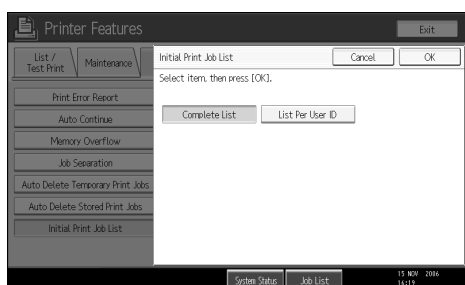 Printer Features
Exit
List /
Test Print
Maintenance
Initial Print Job List
Cancel
OK
Select item, then press [OK].
Complete List
List Per User ID
Print Error Report
Auto Continue
Memory Overflow
Job Separation
Auto Delete Temporary Print Jobs
Auto Delete Stored Print Jobs
Initial Print Job List
System Status
Job List
15 NOV 2006
16:19